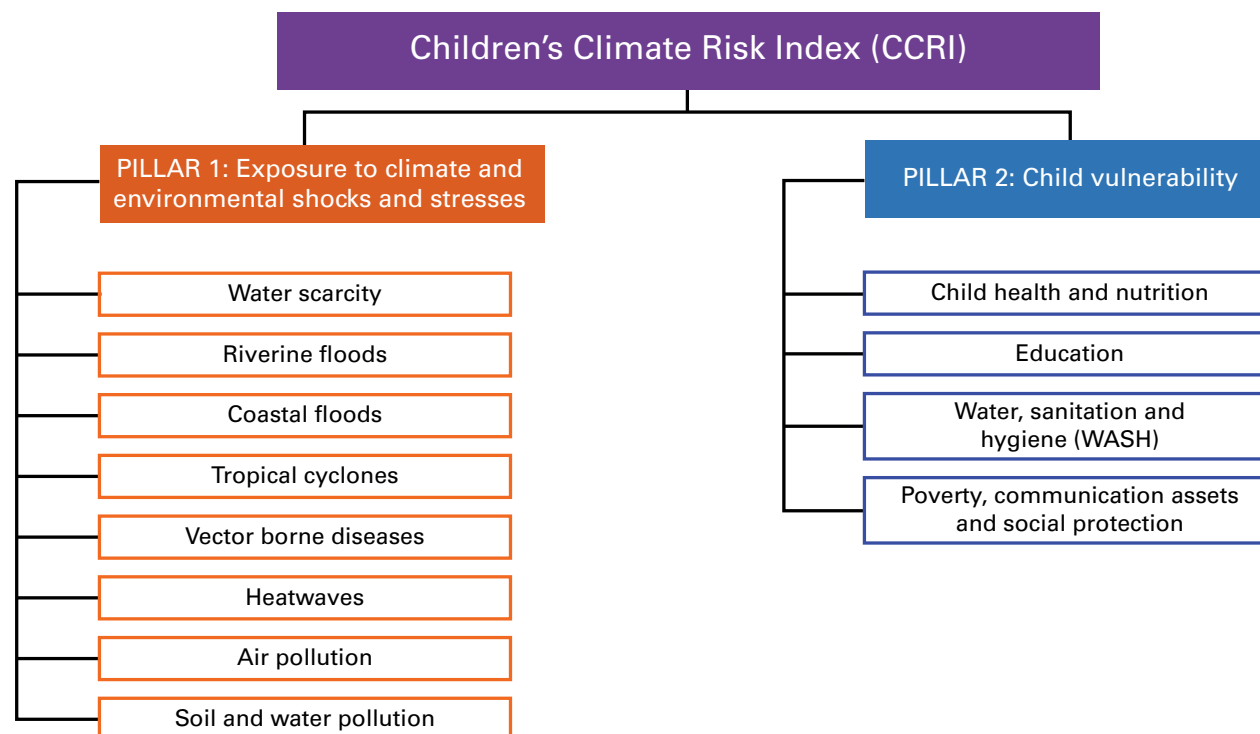 Children's Climate Risk Index (CCRI)
PILLAR 1: Exposure to climate and
environmental shocks and stresses
Water scarcity
Riverine floods
Coastal floods
Tropical cyclones
Vector borne diseases
Heatwaves
Air pollution
Soil and water pollution
PILLAR 2: Child vulnerability
Child health and nutrition
Education
Water, sanitation and
hygiene (WASH)
Poverty, communication assets
and social protection